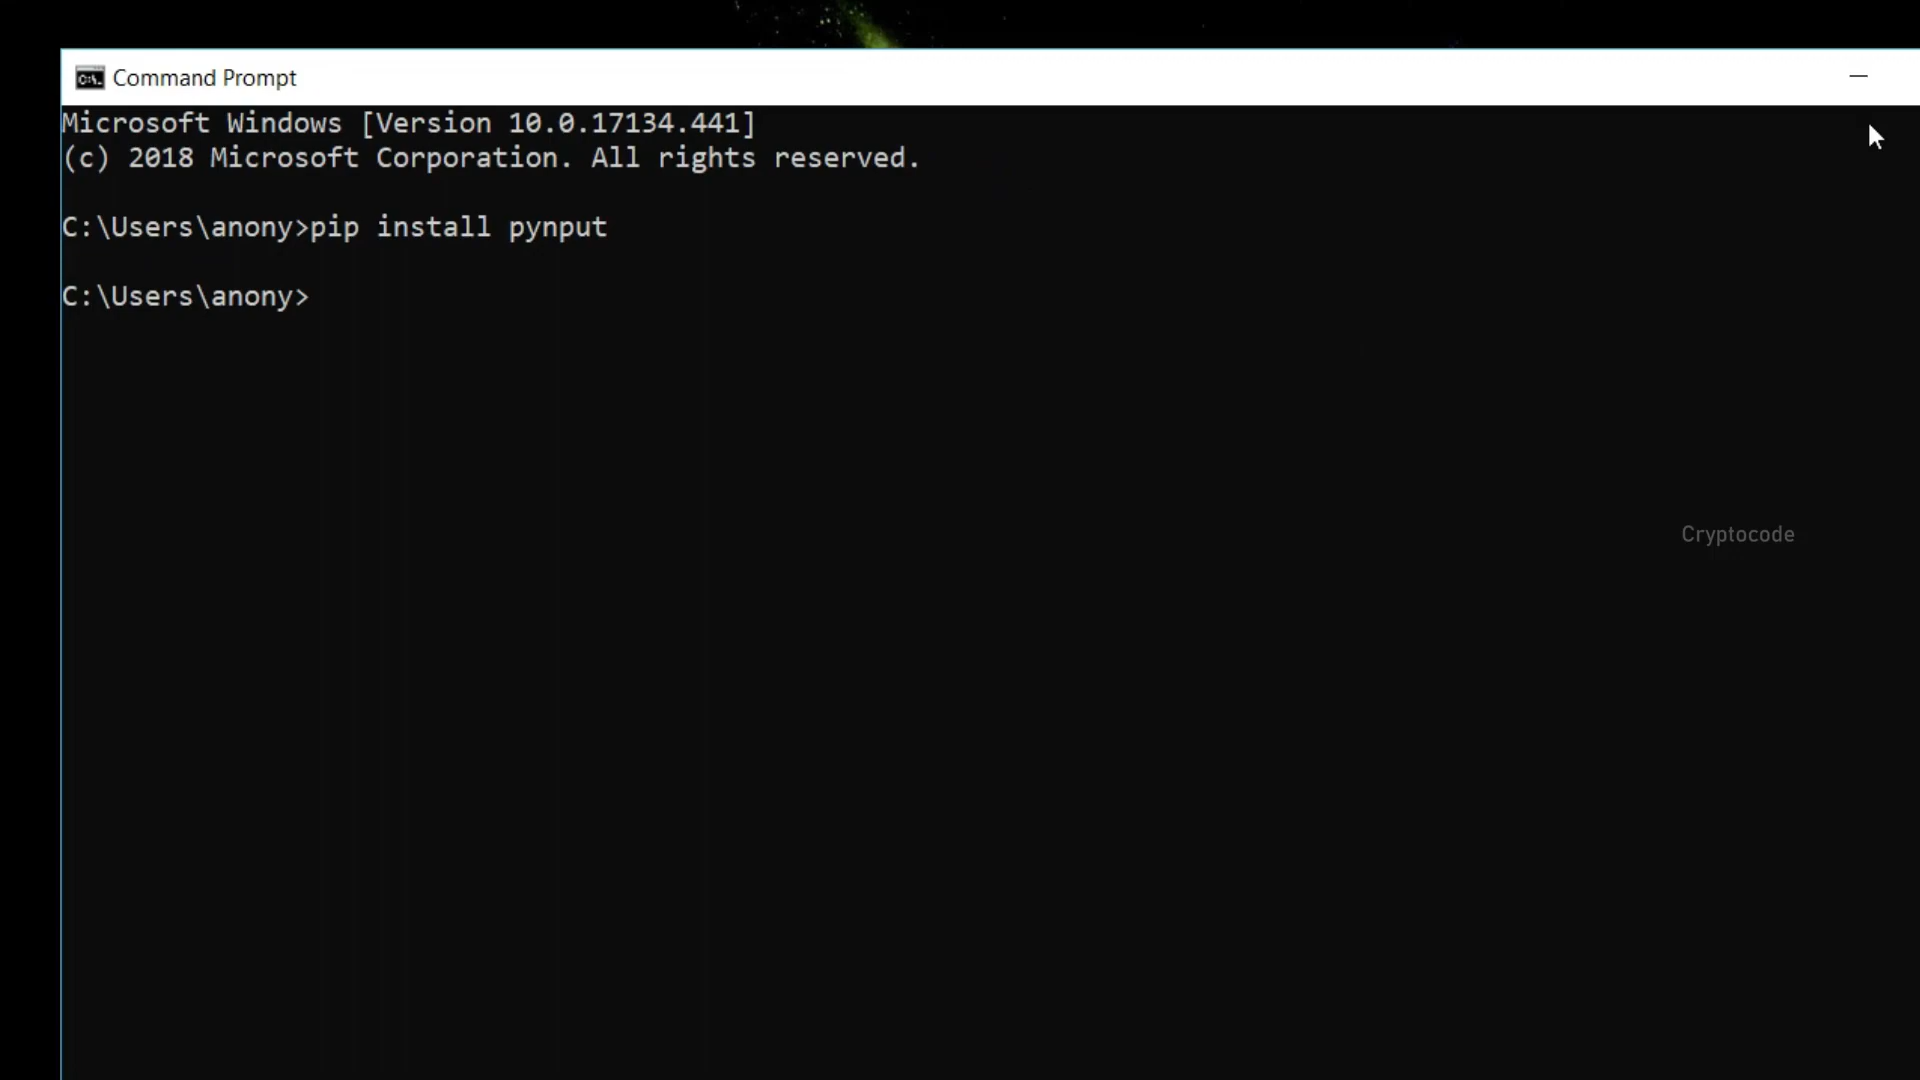 Command Prompt
Microsoft Windows [Version 10.0.17134.441]
(c) 2018 Microsoft Corporation. All rights reserved.
C:\Users\anony>pip install pynput
C:\Users\anony>
Cryptocode